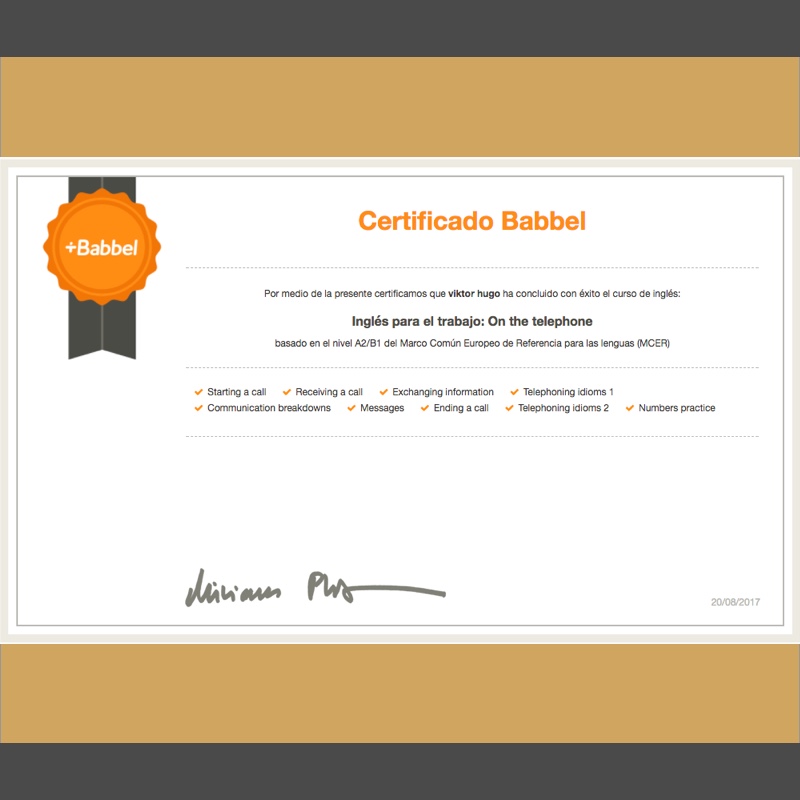 +Babbel
Certificado Babbel
Por medio de la presente certificamos que viktor hugo ha concluido con éxito el curso de inglés:
Inglés para el trabajo: On the telephone
basado en el nivel A2/B1 del Marco Común Europeo de Referencia para las lenguas (MCER)
Starting a call Receiving a call Exchanging information Telephoning idioms 1
Communication breakdowns Messages Ending a call Telephoning idioms 2 Numbers practice
20/08/2017